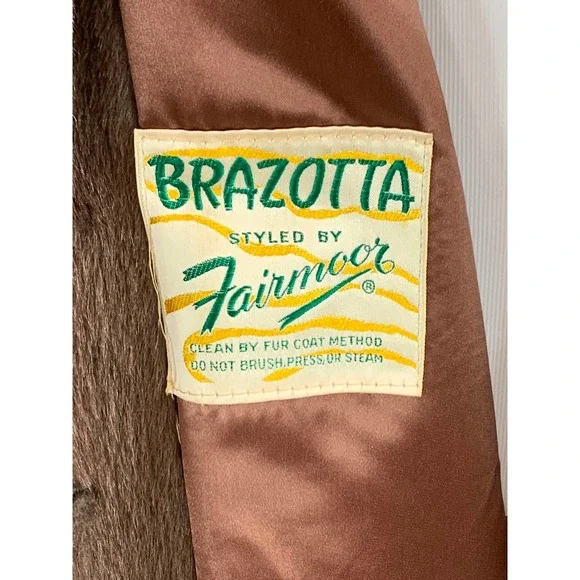 BRAZOTTA
STYLED BY
Fairmoor ®
CLEAN BY FUR COAT METHOD
DO NOT BRUSH, PRESS, OR STEAM